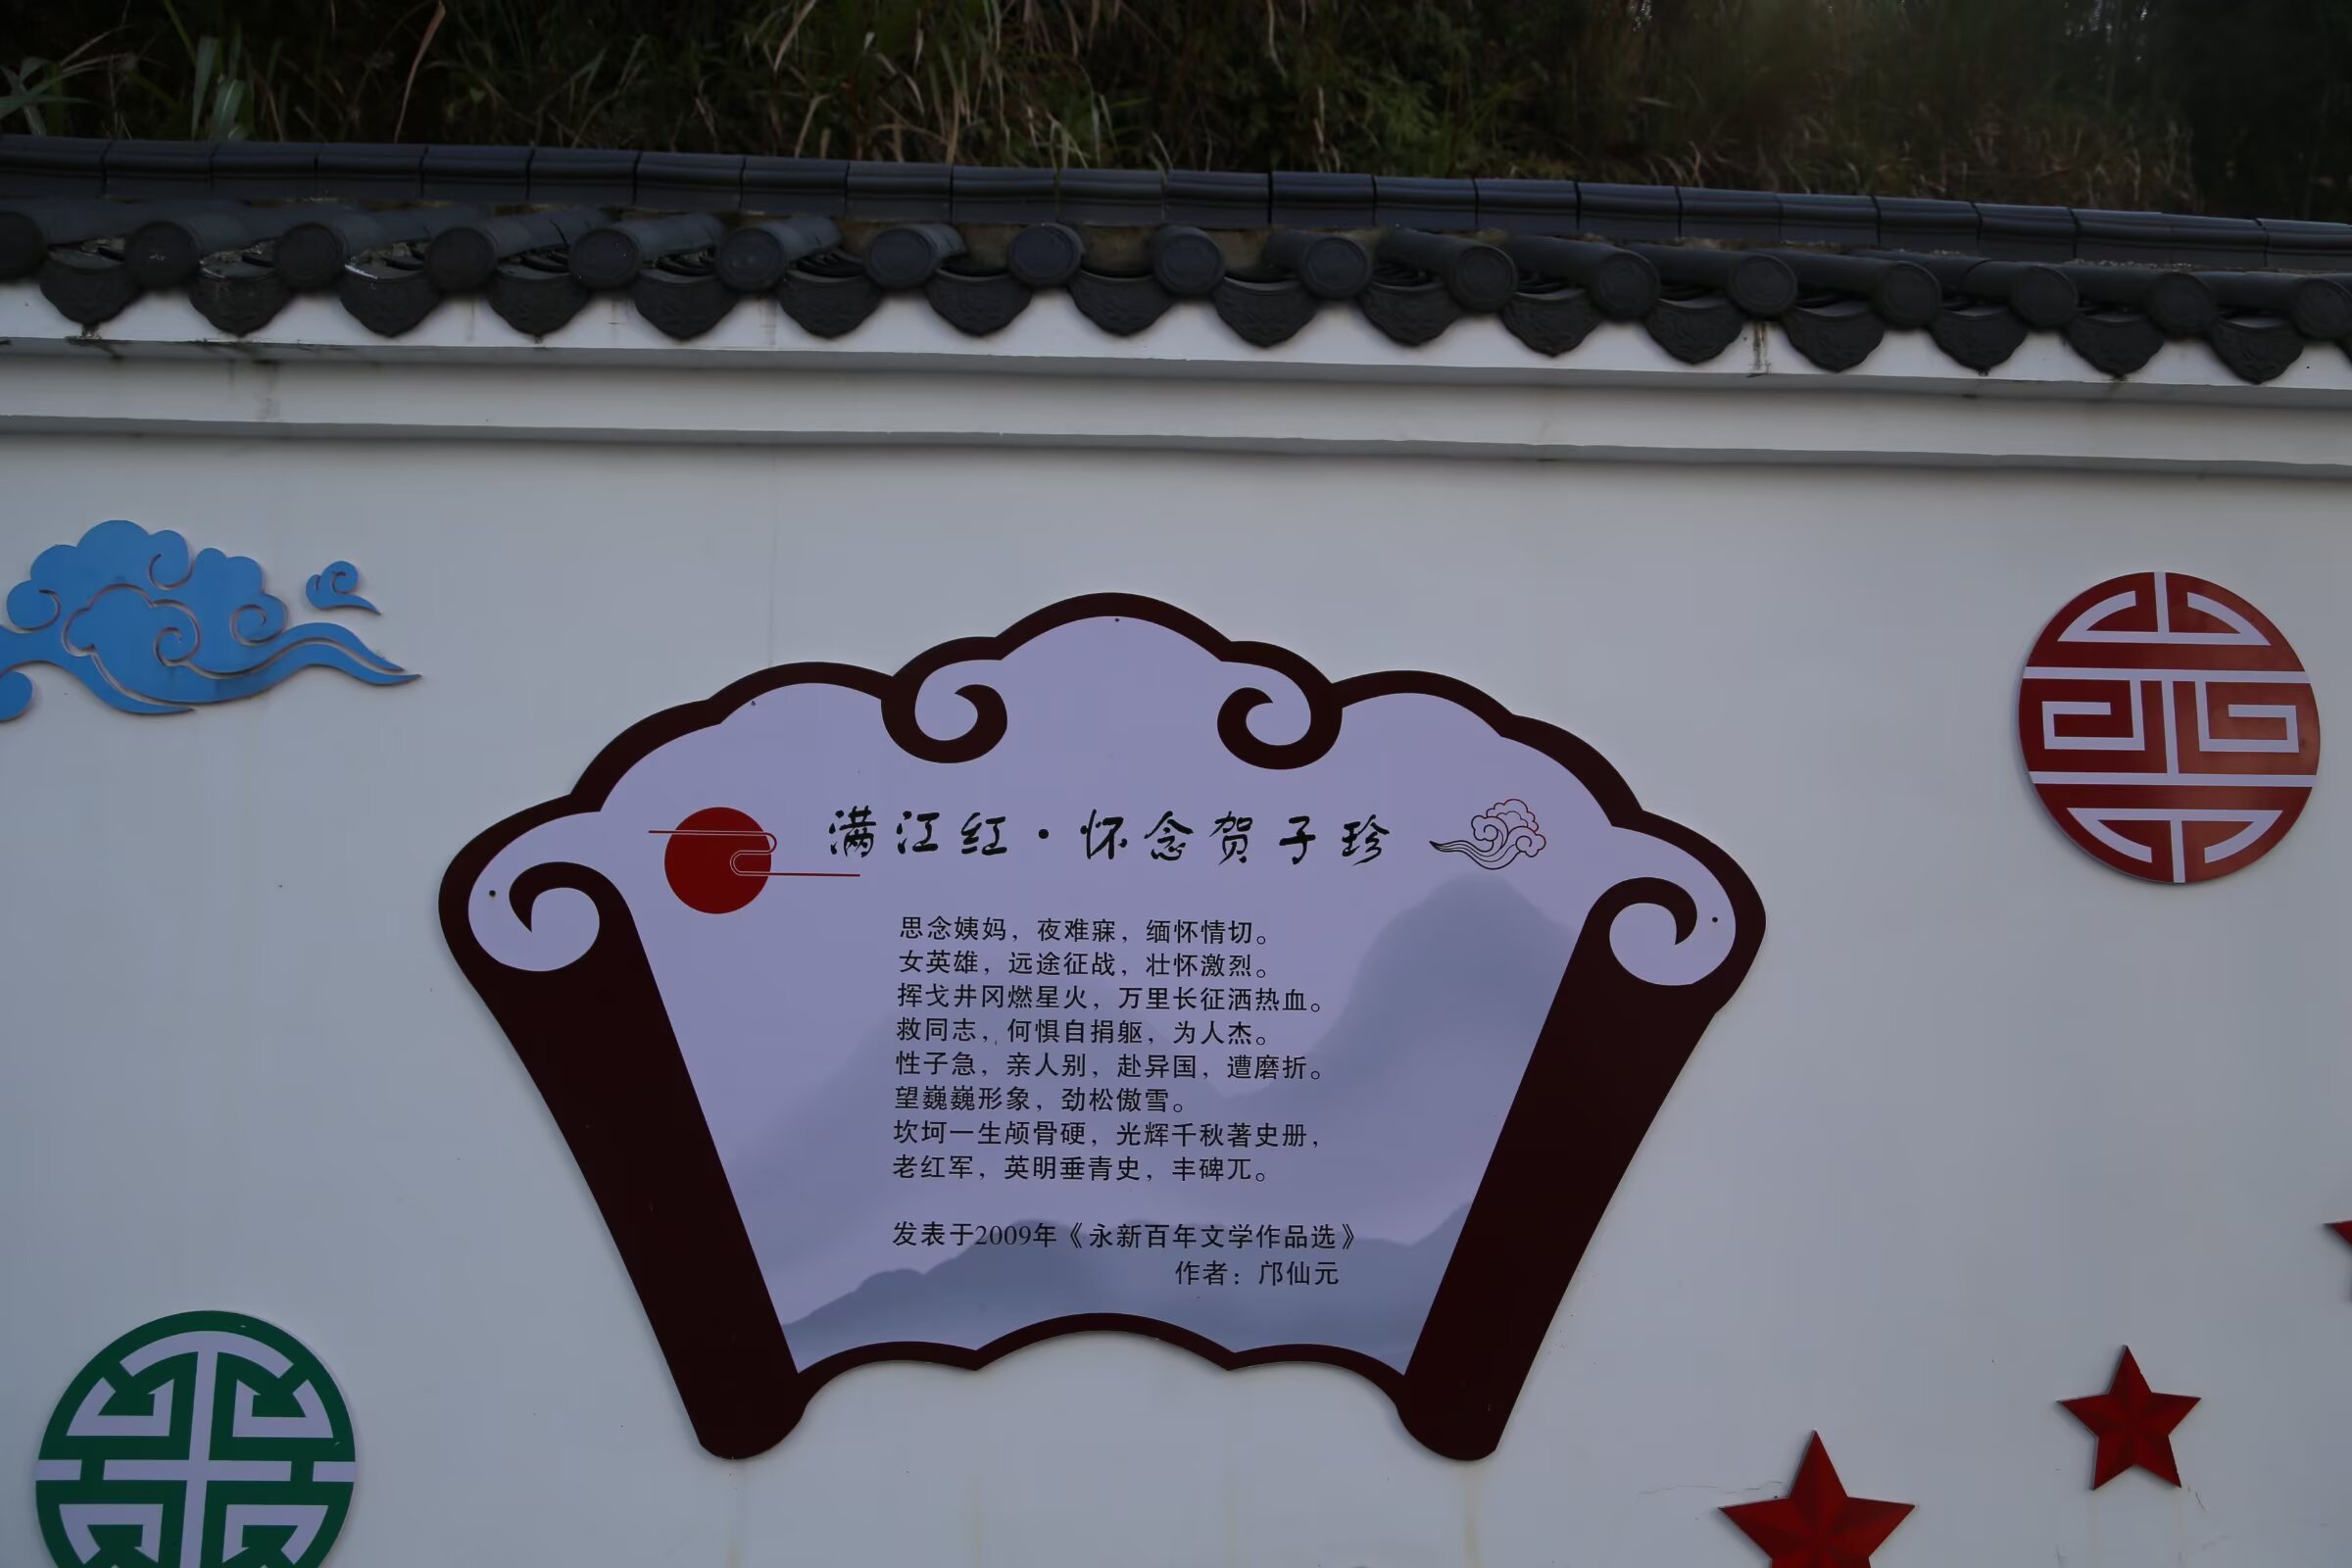 满江红·怀念贺子珍
思念姨妈，夜难寐，缅怀情切。
女英雄，远途征战，壮怀激烈。
挥戈井冈燃星火，万里长征洒热血。
救同志，何惧自捐躯，为人杰。
性子急，亲人别，赴异国，遭磨折。
望巍巍形象，劲松傲雪。
坎坷一生颅骨硬，光辉千秋著史册，
老红军，英明垂青史，丰碑兀。
发表于2009年《永新百年文学作品选》
作者：邝仙元